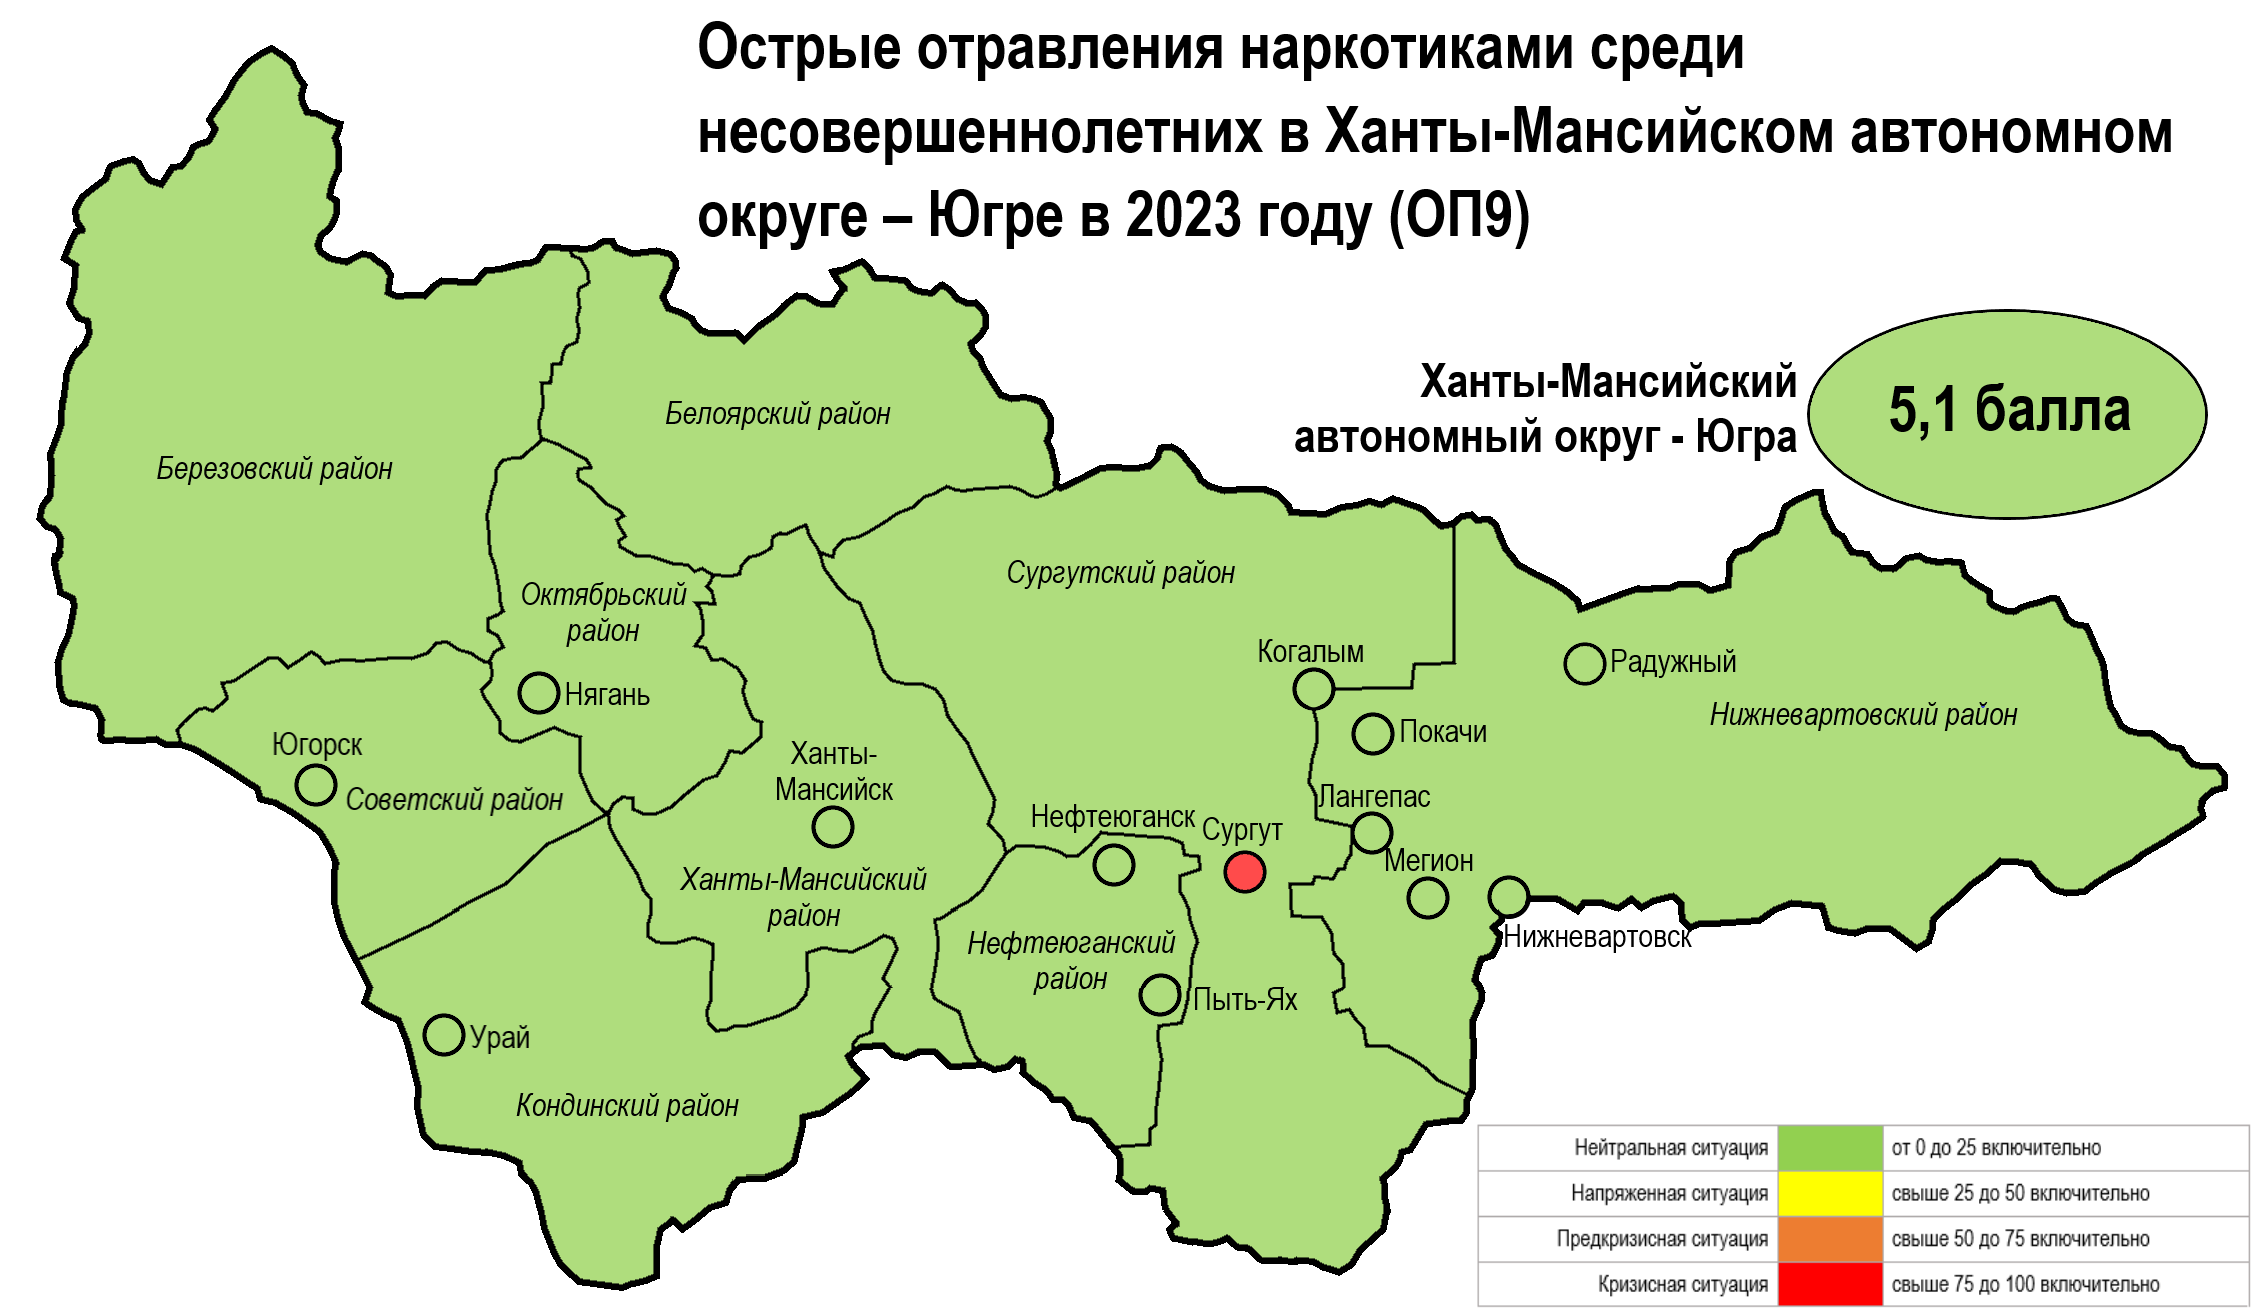 Острые отравления наркотиками среди
несовершеннолетних в Ханты-Мансийском автономном
округе – Югре в 2023 году (ОП9)
Ханты-Мансийский
автономный округ - Югра
5,1 балла
Белоярский район
Березовский район
Сургутский район
Октябрьский
район
Когалым
Радужный
Нягань
Нижневартовский район
Покачи
Югорск
Ханты-
Мансийск
Советский район
Лангепас
Нефтеюганск
Сургут
Мегион
Ханты-Мансийский
район
Нижневартовск
Нефтеюганский
район
Пыть-Ях
Урай
Кондинский район
Нейтральная ситуация от 0 до 25 включительно
Напряженная ситуация свыше 25 до 50 включительно
Предкризисная ситуация свыше 50 до 75 включительно
Кризисная ситуация свыше 75 до 100 включительно